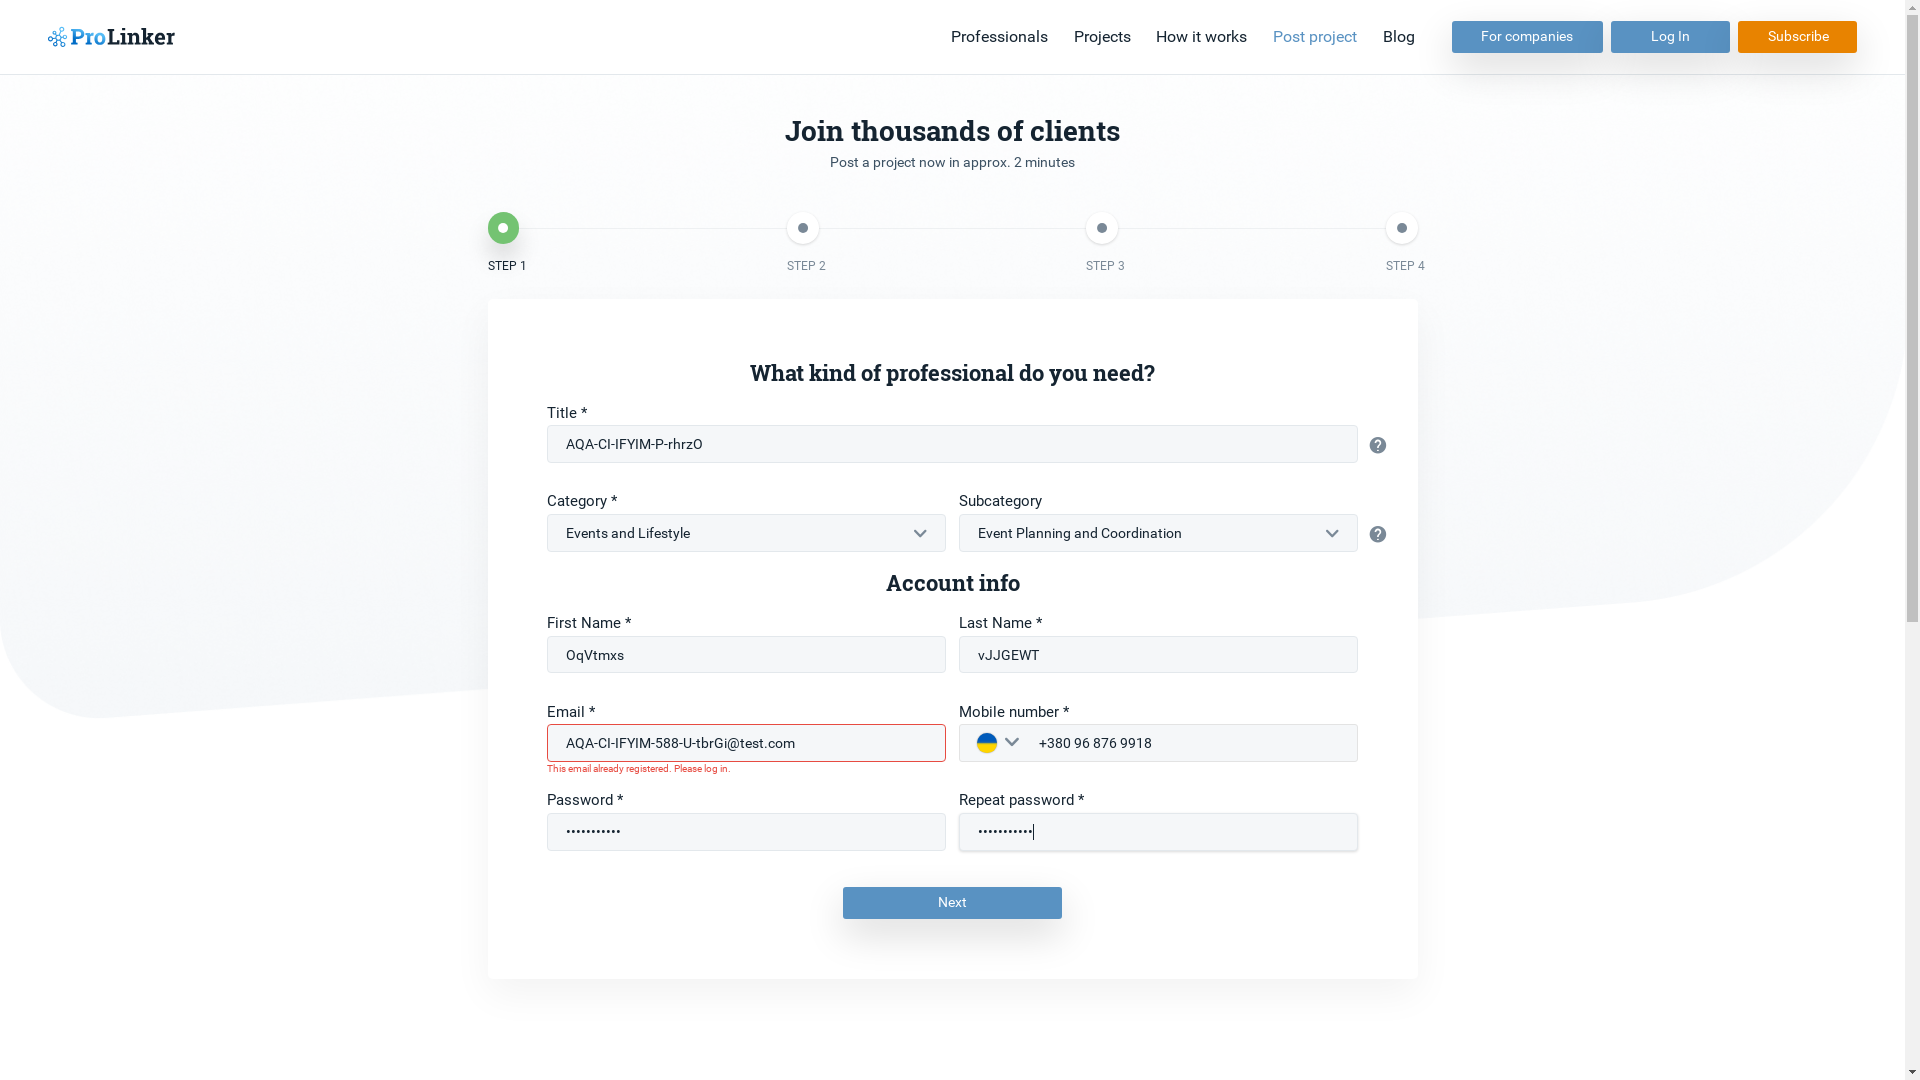 ProLinker
Professionals Projects How it works Post project Blog For companies Log In Subscribe
Join thousands of clients
Post a project now in approx. 2 minutes
STEP 1 STEP 2 STEP 3 STEP 4
What kind of professional do you need?
Title *
AQA-CI-IFYIM-P-rhrzO
Category * Subcategory
Events and Lifestyle Event Planning and Coordination
Account info
First Name * Last Name *
OqVtmxs vJJGEWT
Email * Mobile number *
AQA-CI-IFYIM-588-U-tbrGi@test.com +380 96 876 9918
This email already registered. Please log in.
Password * Repeat password *
••••••••••• •••••••••••
Next